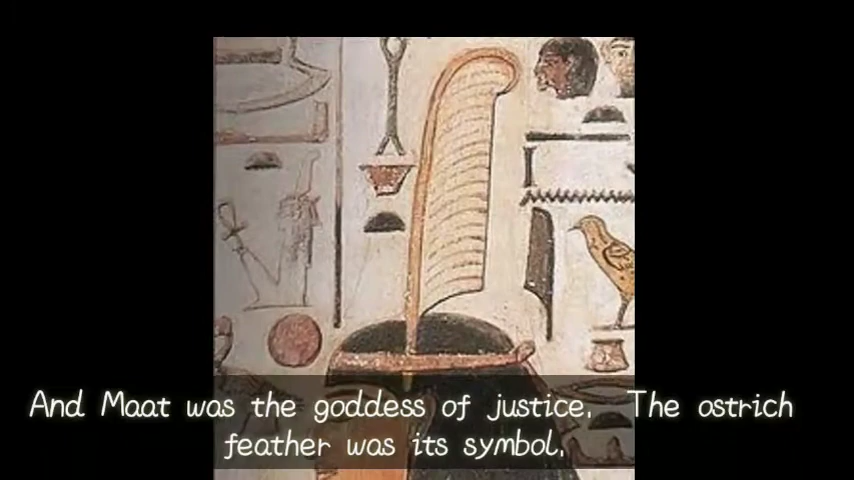 And Maat was the goddess of justice. The ostrich
feather was its symbol.